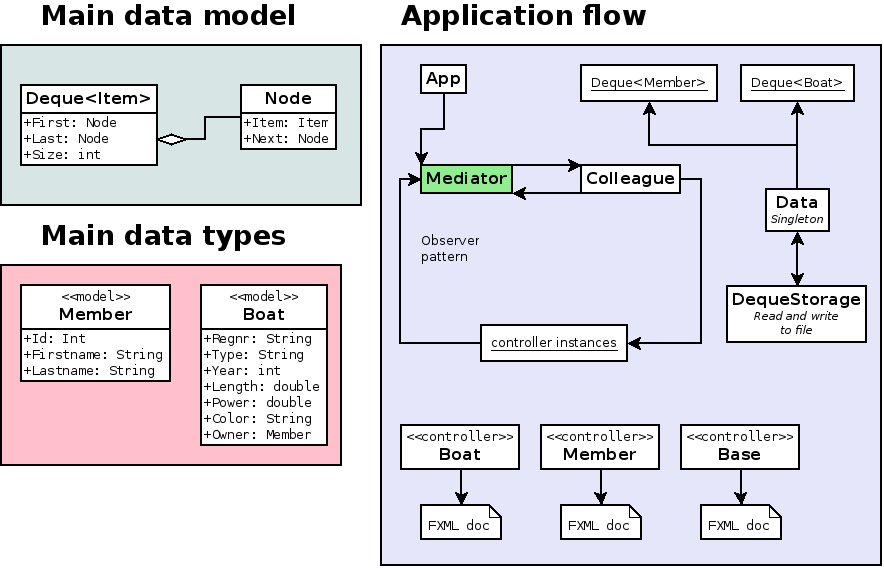 Main data model
Deque<Item>
+First: Node
+Last: Node
+Size: int
Node
+Item: Item
+Next: Node
Main data types
<<model>>
Member
+Id: Int
+Firstname: String
+Lastname: String
<<model>>
Boat
+Regnr: String
+Type: String
+Year: int
+Length: double
+Power: double
+Color: String
+Owner: Member
Application flow
App
Deque<Member>
Deque<Boat>
Mediator
Colleague
Data
Singleton
Observer
pattern
DequeStorage
Read and write
to file
controller instances
<<controller>>
Boat
FXML doc
<<controller>>
Member
FXML doc
<<controller>>
Base
FXML doc